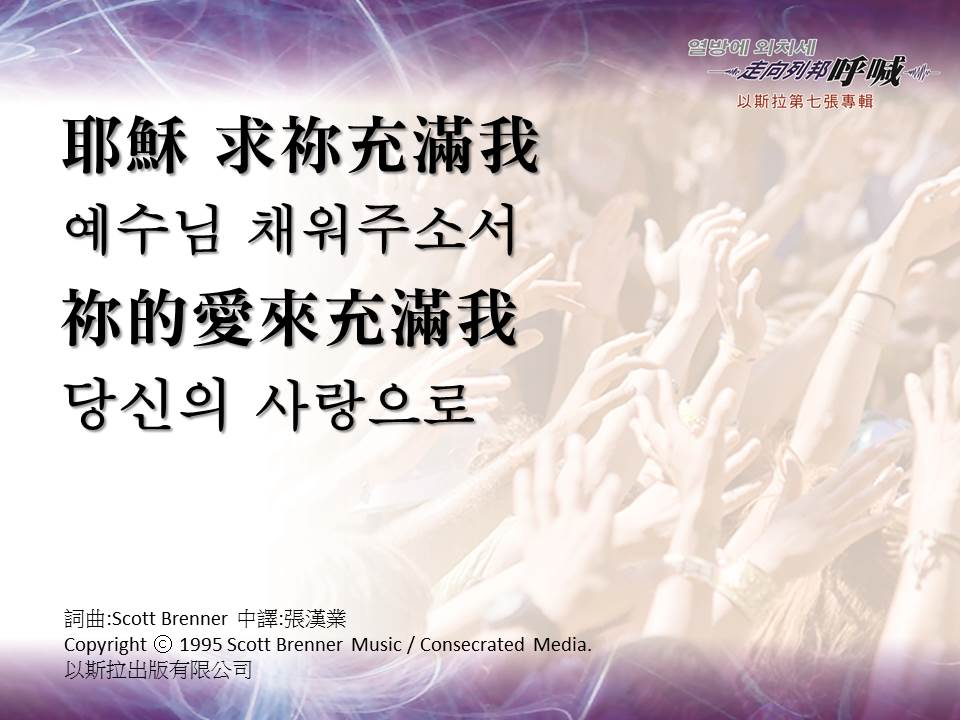 열방에 외치세
走向列邦呼喊
以斯拉第七張專輯
耶穌 求祢充滿我
예수님 채워주소서
祢的愛來充滿我
당신의 사랑으로
詞曲:Scott Brenner 中譯:張漢業
Copyright ⓒ 1995 Scott Brenner Music / Consecrated Media.
以斯拉出版有限公司